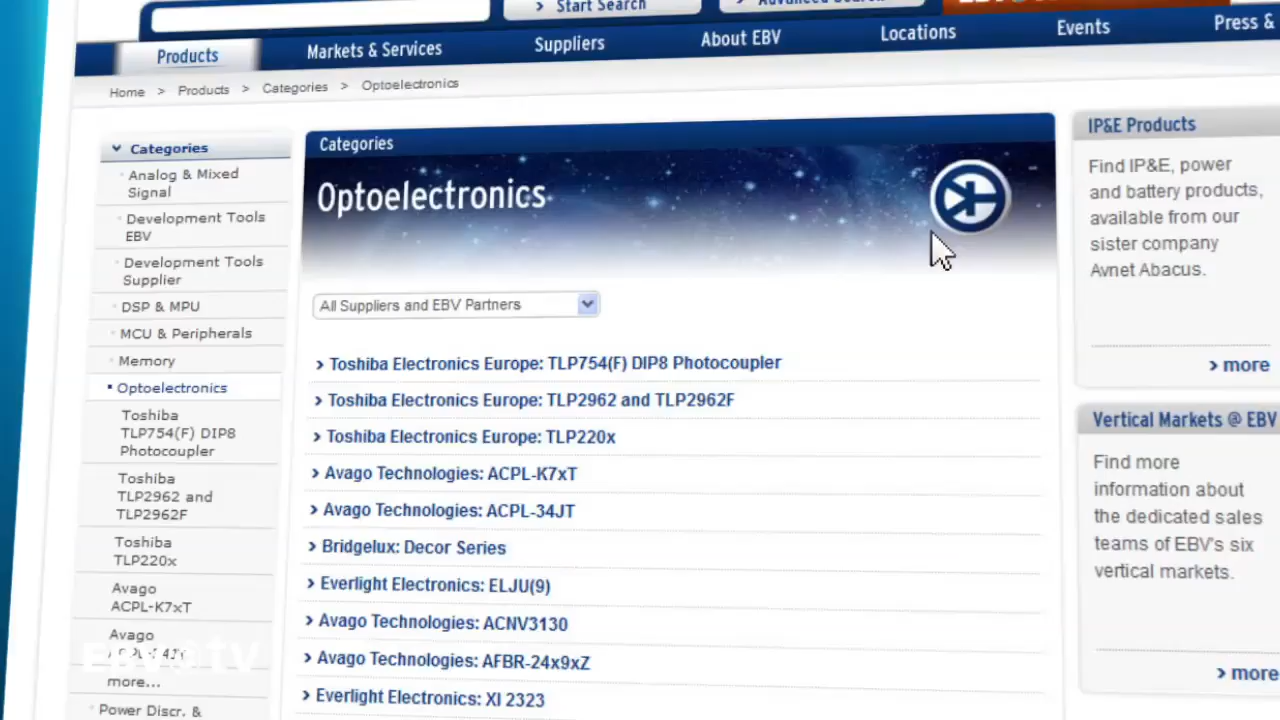 Start Search
Products
Markets & Services
Suppliers
About EBV
Locations
Events
Press &
Home > Products > Categories > Optoelectronics
Categories
Analog & Mixed
Signal
Development Tools
EBV
Development Tools
Supplier
DSP & MPU
MCU & Peripherals
Memory
Optoelectronics
Toshiba
TLP754(F) DIP8
Photocoupler
Toshiba
TLP2962 and
TLP2962F
Toshiba
TLP220x
Avago
ACPL-K7xT
Avago
more...
Power Discr. &
Categories
Optoelectronics
All Suppliers and EBV Partners
Toshiba Electronics Europe: TLP754(F) DIP8 Photocoupler
Toshiba Electronics Europe: TLP2962 and TLP2962F
Toshiba Electronics Europe: TLP220x
Avago Technologies: ACPL-K7xT
Avago Technologies: ACPL-34JT
Bridgelux: Decor Series
Everlight Electronics: ELJU(9)
Avago Technologies: ACNV3130
Avago Technologies: AFBR-24x9xZ
Everlight Electronics: XI 2323
IP&E Products
Find IP&E, power
and battery products,
available from our
sister company
Avnet Abacus.
> more
Vertical Markets @ EBV
Find more
information about
the dedicated sales
teams of EBV's six
vertical markets.
> more
EBV@tv